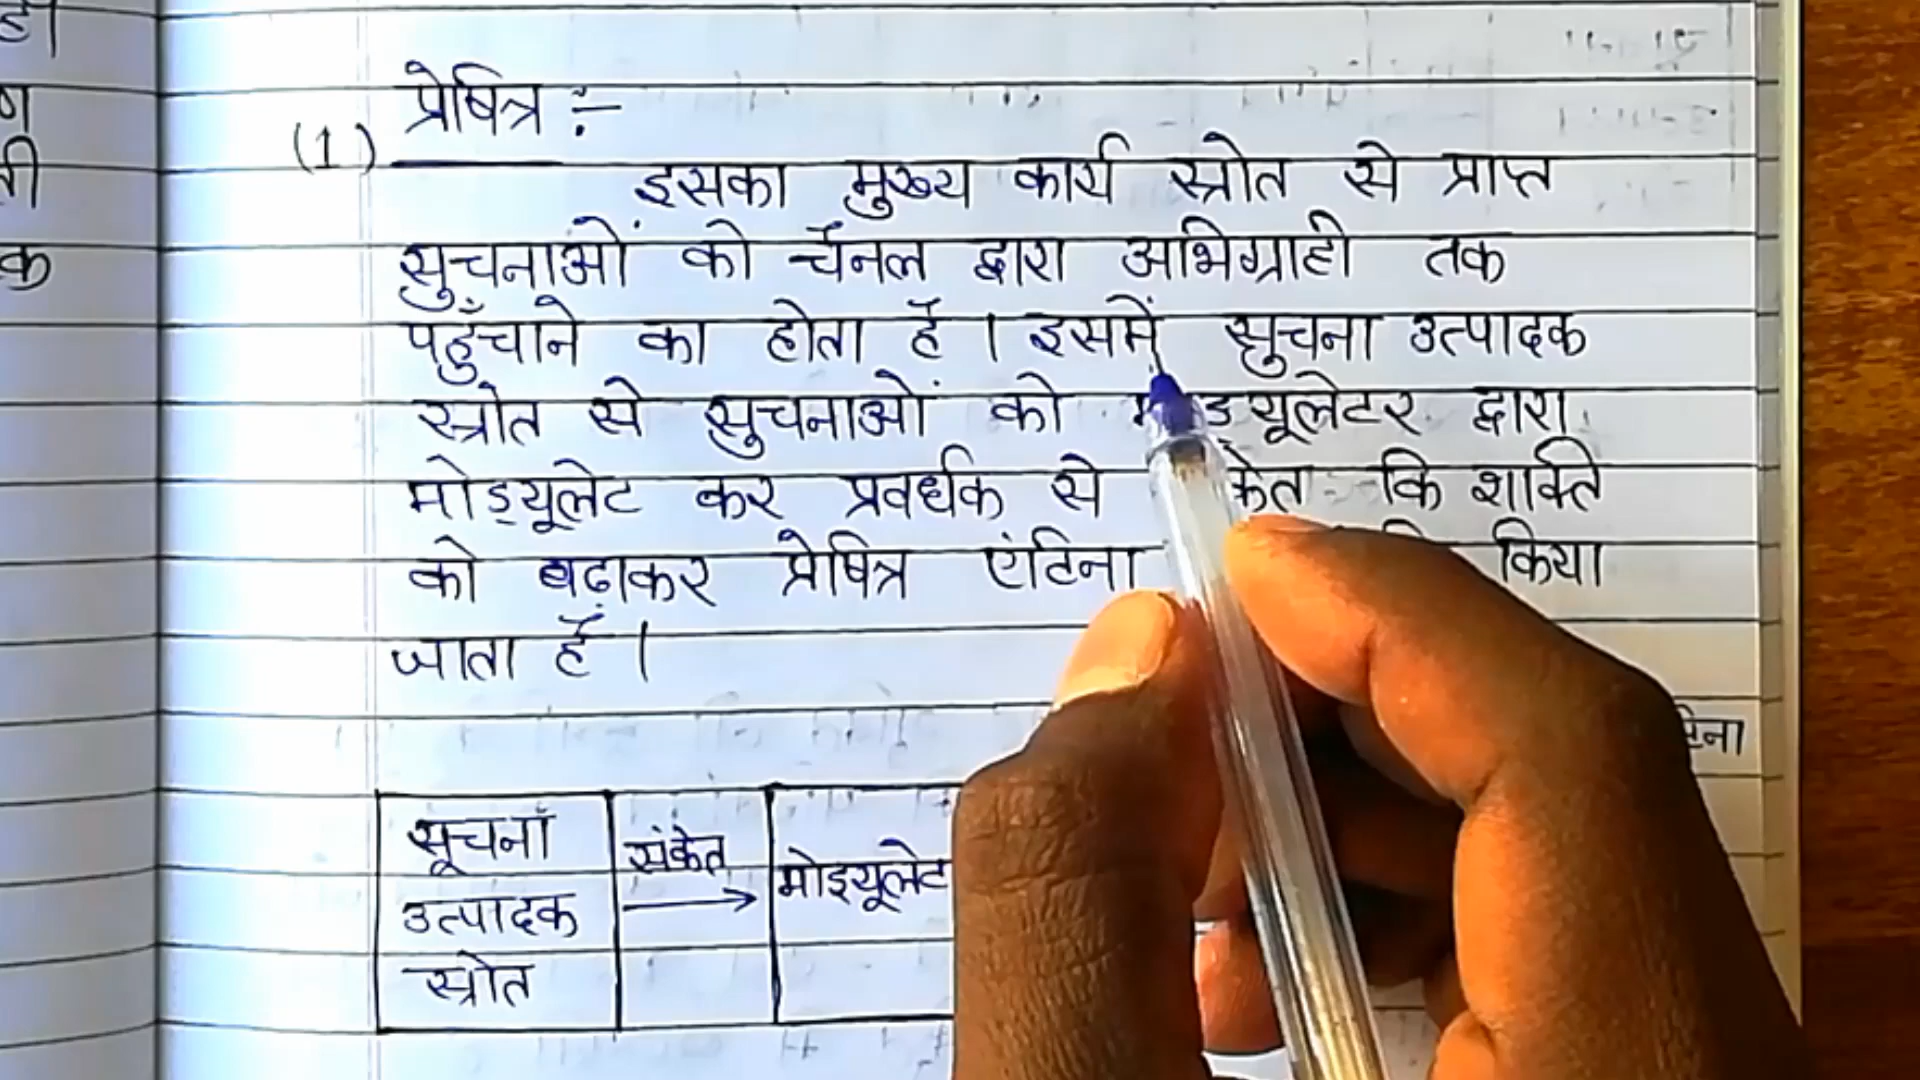 प्रेषित्र :-
(1)
इसका मुख्य कार्य स्त्रोत से प्राप्त
सुचनाओं को चैनल द्वारा अभिग्राही तक
पहुँचाने का होता है । इसमें सुचना उत्पादक
स्त्रोत से सुचनाओं को मोड्यूलेटर द्वारा
मोड्यूलेट कर प्रवर्धक से कि शक्ति
को बढ़ाकर प्रेषित्र एंटिना किया
जाता है ।
सूचना
उत्पादक
स्त्रोत
संकेत
मोड्यूलेट